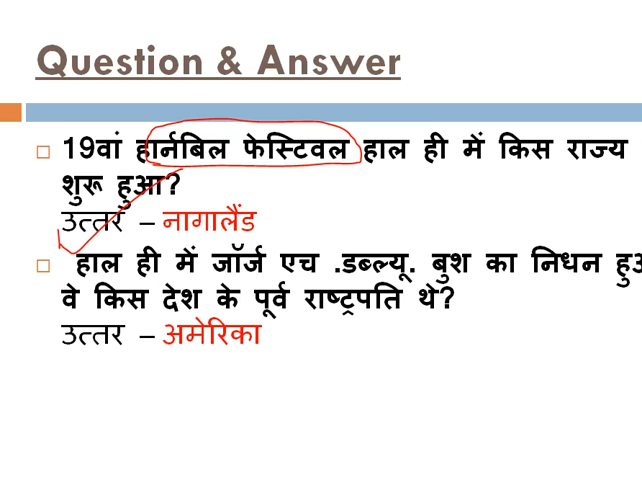 Question & Answer
19वां हार्नबिल फेस्टिवल हाल ही में किस राज्य
शुरू हुआ?
उत्तर – नागालैंड
हाल ही में जॉर्ज एच .डब्ल्यू. बुश का निधन
वे किस देश के पूर्व राष्ट्रपति थे?
उत्तर – अमेरिका